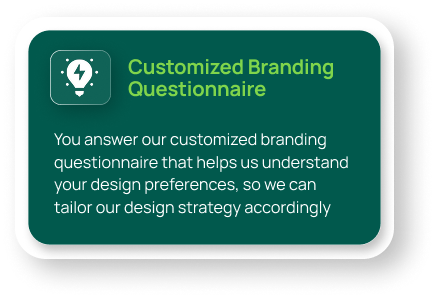 Customized Branding
Questionnaire
You answer our customized branding
questionnaire that helps us understand
your design preferences, so we can
tailor our design strategy accordingly